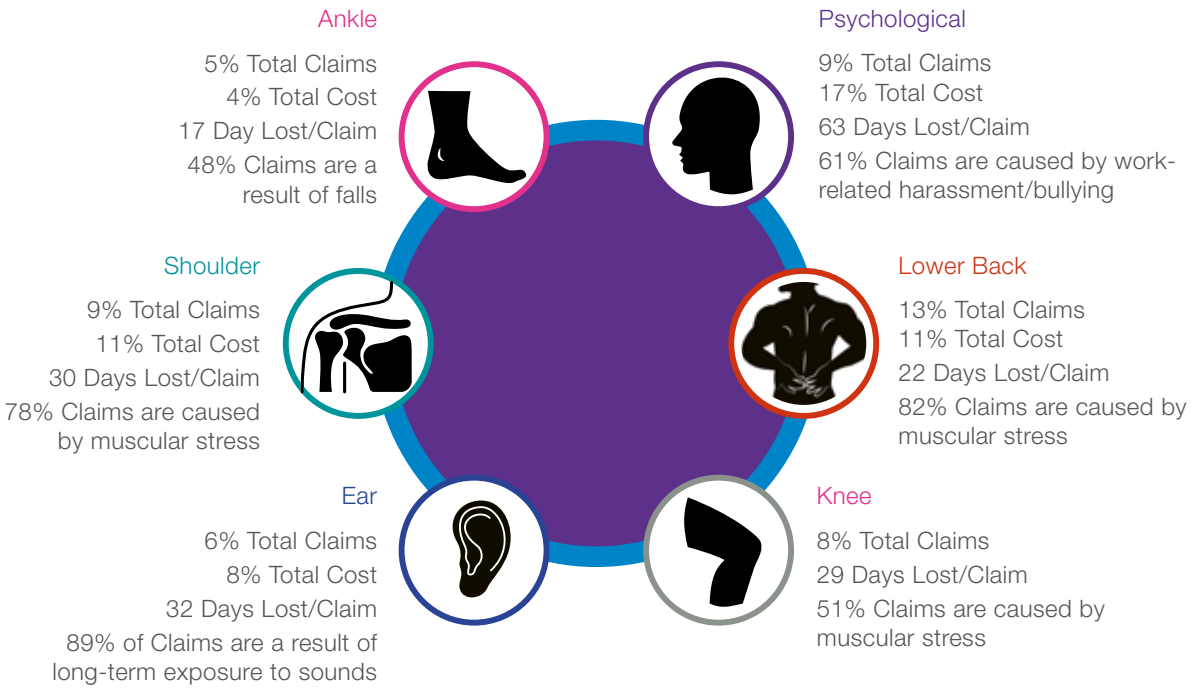 Ankle
5% Total Claims
4% Total Cost
17 Day Lost/Claim
48% Claims are a
result of falls
Psychological
9% Total Claims
17% Total Cost
63 Days Lost/Claim
61% Claims are caused by work-
related harassment/bullying
Shoulder
9% Total Claims
11% Total Cost
30 Days Lost/Claim
78% Claims are caused
by muscular stress
Lower Back
13% Total Claims
11% Total Cost
22 Days Lost/Claim
82% Claims are caused by
muscular stress
Ear
6% Total Claims
8% Total Cost
32 Days Lost/Claim
89% of Claims are a result of
long-term exposure to sounds
Knee
8% Total Claims
29 Days Lost/Claim
51% Claims are caused by
muscular stress